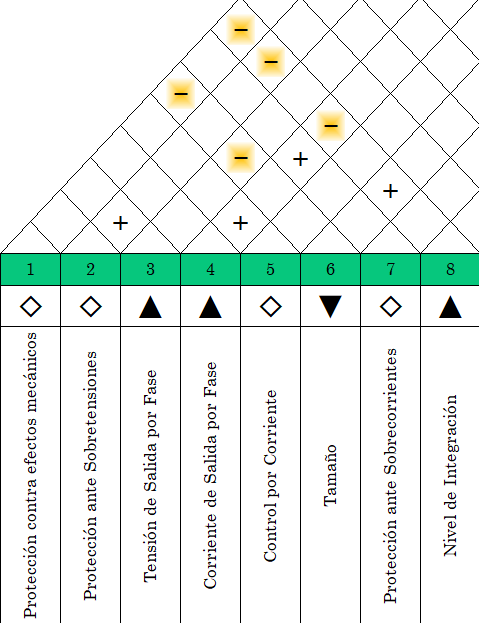 −
−
−
−
− +
+
+ +
1 2 3 4 5 6 7 8
Protección contra efectos mecánicos
Protección ante Sobretensiones
Tensión de Salida por Fase
Corriente de Salida por Fase
Control por Corriente
Tamaño
Protección ante Sobrecorrientes
Nivel de Integración